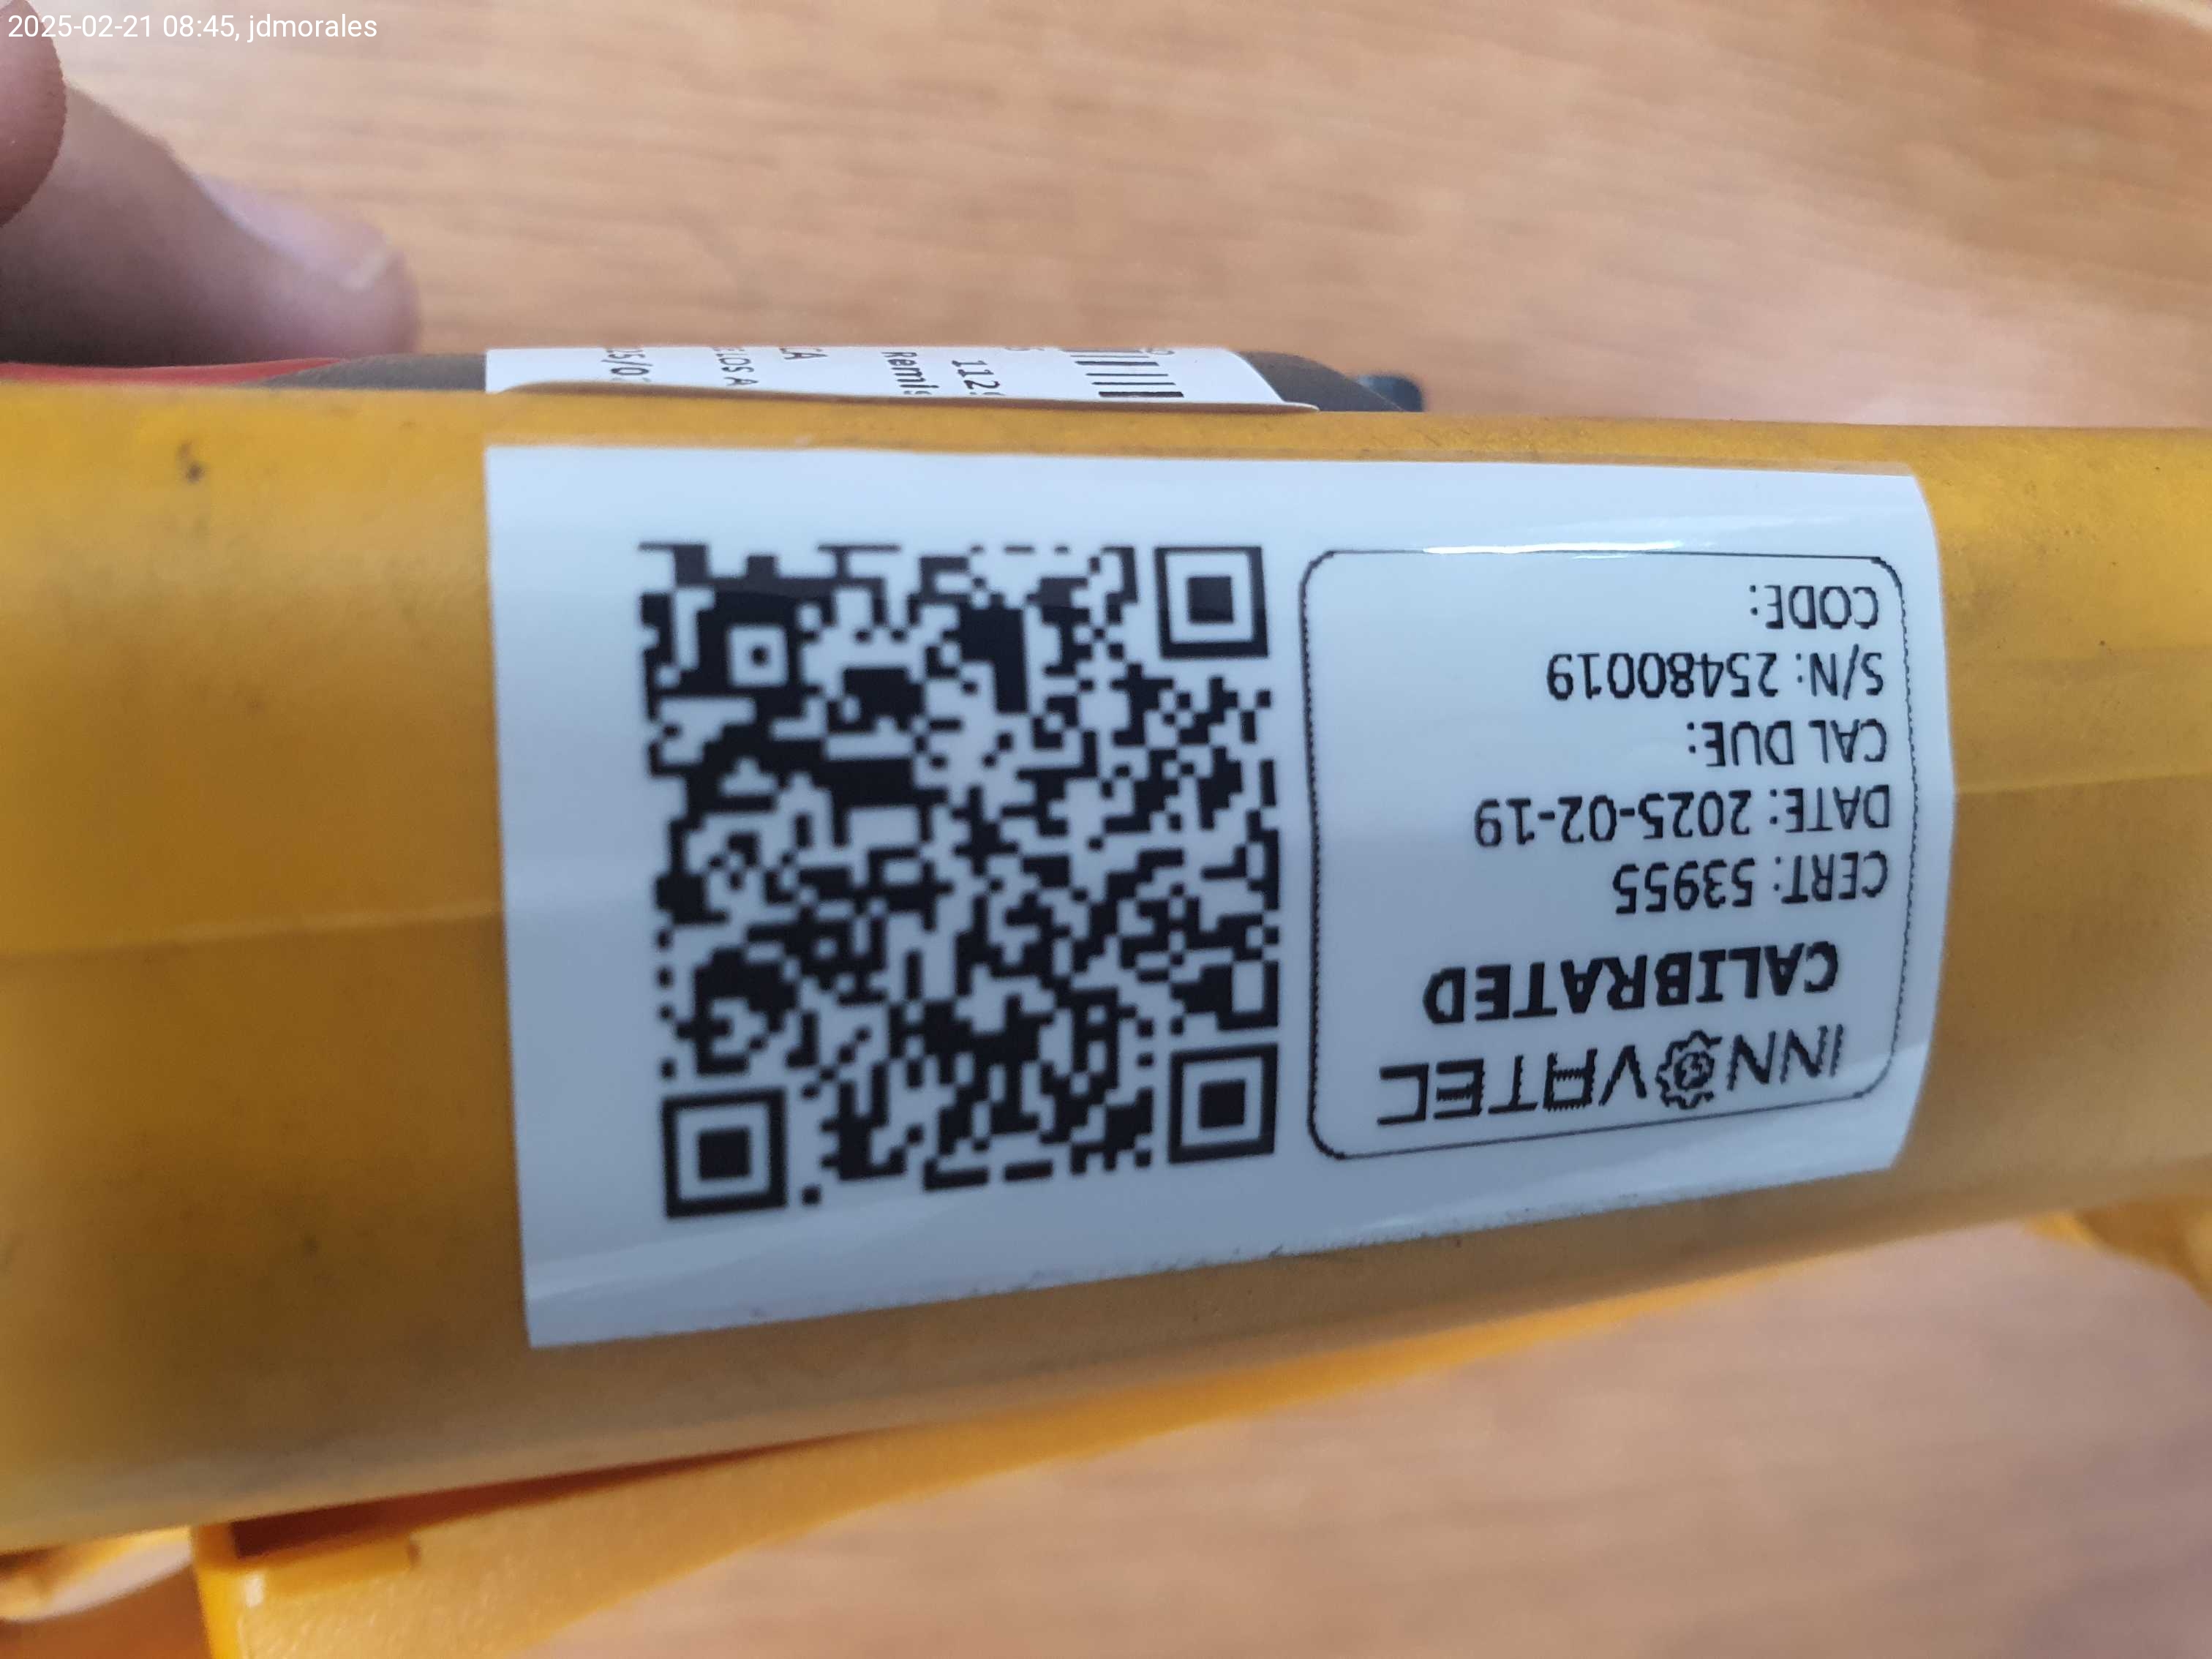 2025-02-21 08:45, jdmorales
INNOVATEC
CALIBRATED
CERT: 53955
DATE: 2025-02-19
CAL DUE:
S/N: 25480019
CODE: